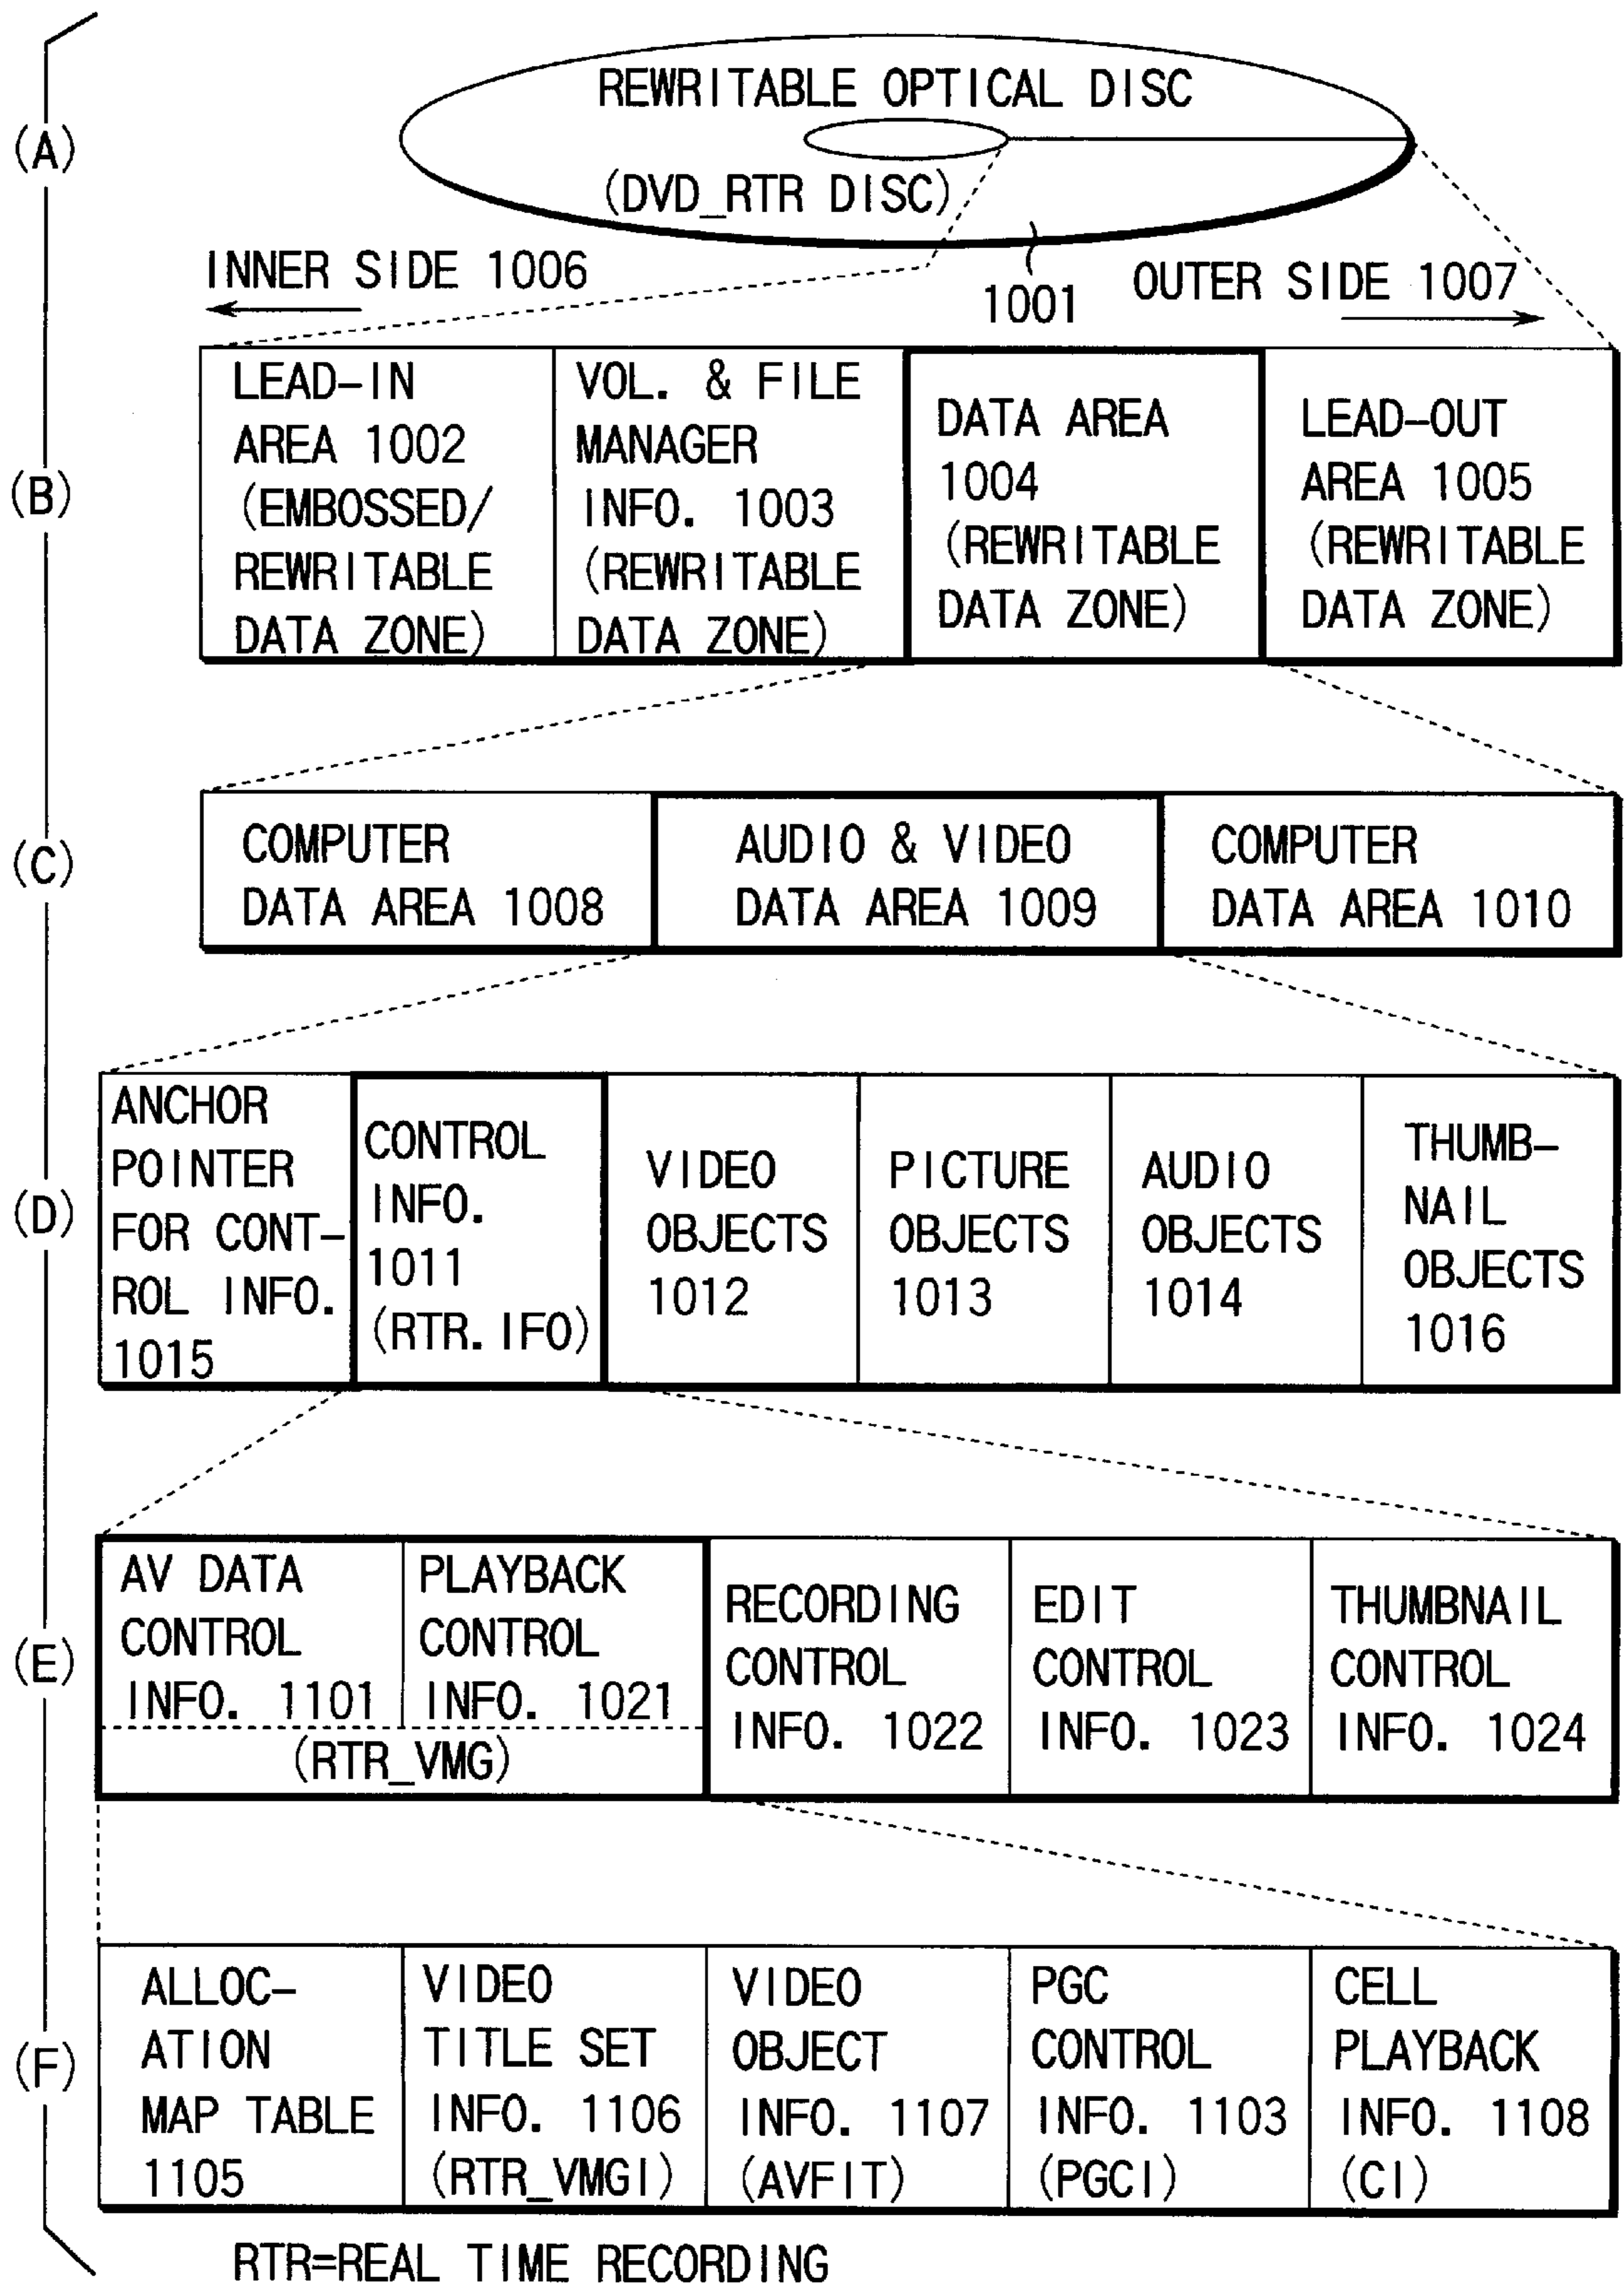 (A)
REWRITABLE OPTICAL DISC
(DVD_RTR DISC)
INNER SIDE 1006
1001
OUTER SIDE 1007
(B)
LEAD-IN
AREA 1002
(EMBOSSED/
REWRITABLE
DATA ZONE)
VOL. & FILE
MANAGER
INFO. 1003
(REWRITABLE
DATA ZONE)
DATA AREA
1004
(REWRITABLE
DATA ZONE)
LEAD-OUT
AREA 1005
(REWRITABLE
DATA ZONE)
(C)
COMPUTER
DATA AREA 1008
AUDIO & VIDEO
DATA AREA 1009
COMPUTER
DATA AREA 1010
(D)
ANCHOR
POINTER
FOR CONT-
ROL INFO.
1015
CONTROL
INFO.
1011
(RTR.IFO)
VIDEO
OBJECTS
1012
PICTURE
OBJECTS
1013
AUDIO
OBJECTS
1014
THUMB-
NAIL
OBJECTS
1016
(E)
AV DATA
CONTROL
INFO. 1101
PLAYBACK
CONTROL
INFO. 1021
(RTR_VMG)
RECORDING
CONTROL
INFO. 1022
EDIT
CONTROL
INFO. 1023
THUMBNAIL
CONTROL
INFO. 1024
(F)
ALLOC-
ATION
MAP TABLE
1105
VIDEO
TITLE SET
INFO. 1106
(RTR_VMGI)
VIDEO
OBJECT
INFO. 1107
(AVFIT)
PGC
CONTROL
INFO. 1103
(PGCI)
CELL
PLAYBACK
INFO. 1108
(CI)
RTR=REAL TIME RECORDING